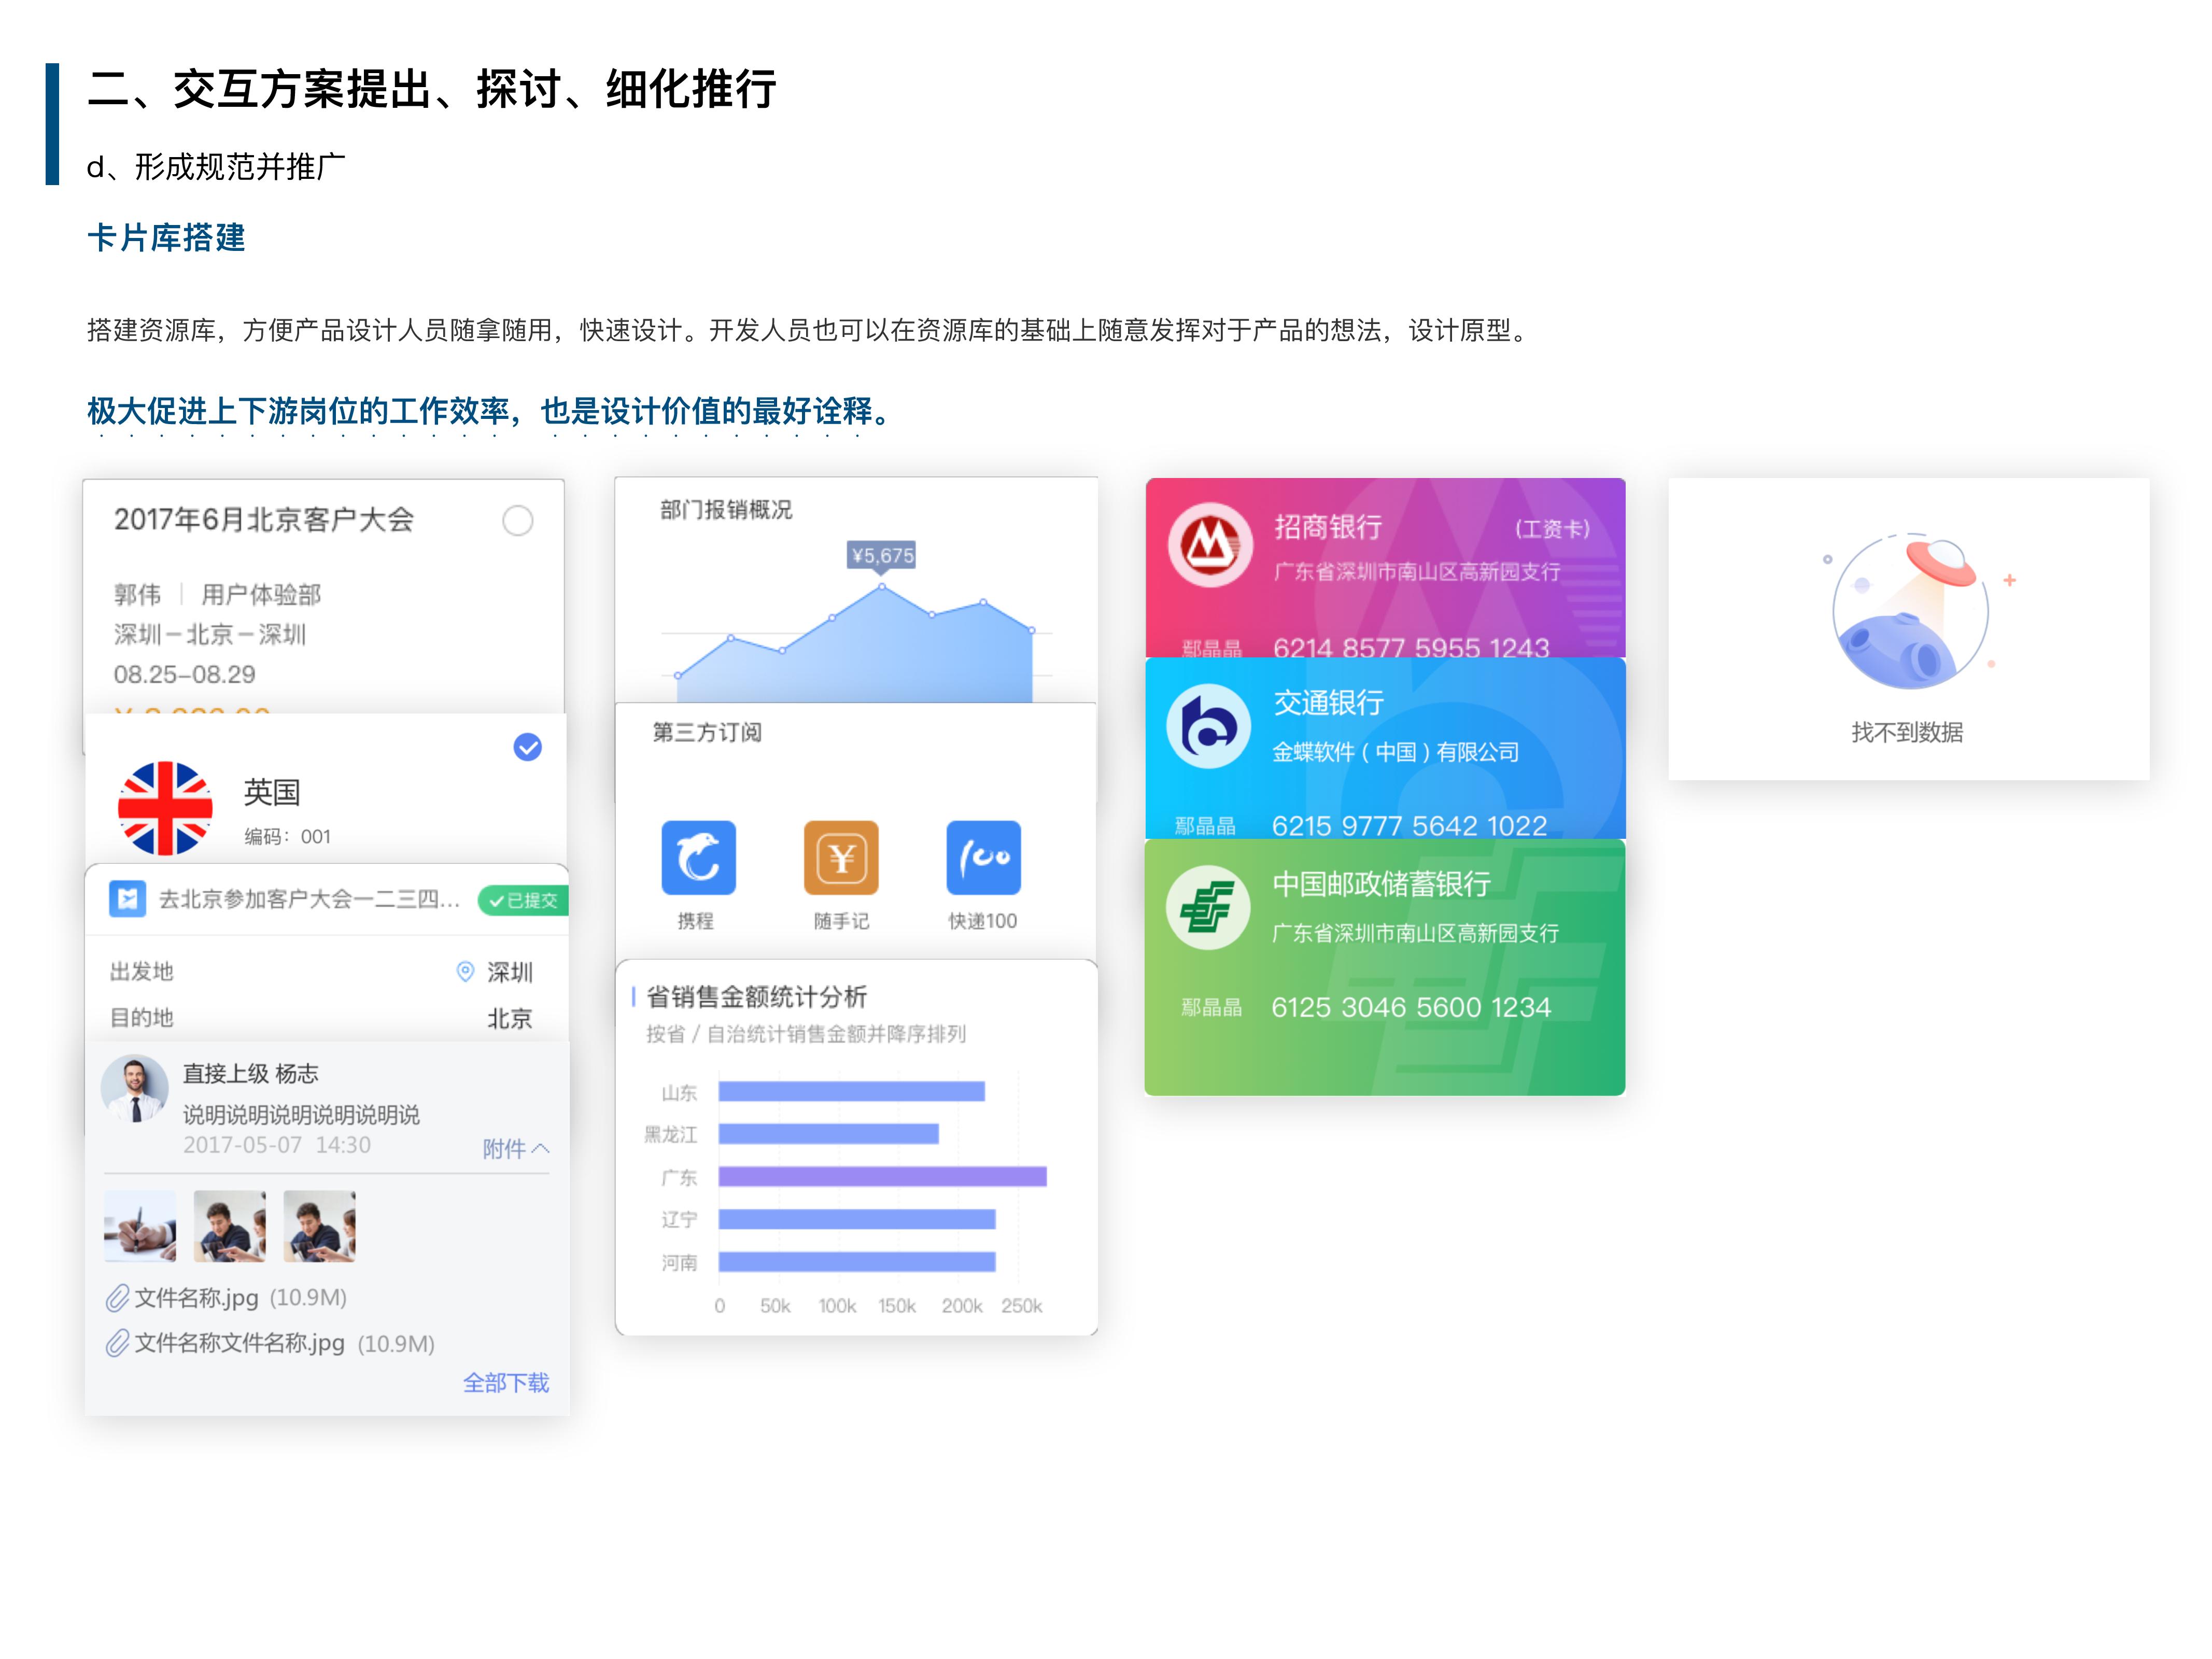 二、交互方案提出、探讨、细化推行
d、形成规范并推广
卡片库搭建
搭建资源库，方便产品设计人员随拿随用，快速设计。开发人员也可以在资源库的基础上随意发挥对于产品的想法，设计原型。
极大促进上下游岗位的工作效率，也是设计价值的最好诠释。
2017年6月北京客户大会
郭伟 | 用户体验部
深圳－北京－深圳
08.25–08.29
英国
编码：001
去北京参加客户大会一二三四...
已提交
出发地 深圳
目的地 北京
直接上级 杨志
说明说明说明说明说明说
2017-05-07 14:30
附件
文件名称.jpg (10.9M)
文件名称文件名称.jpg (10.9M)
全部下载
部门报销概况
¥5,675
第三方订阅
¥
100
携程 随手记 快递100
省销售金额统计分析
按省 / 自治统计销售金额并降序排列
山东
黑龙江
广东
辽宁
河南
0 50k 100k 150k 200k 250k
招商银行 (工资卡)
广东省深圳市南山区高新园支行
鄢晶晶 6214 8577 5955 1243
交通银行
金蝶软件（中国）有限公司
鄢晶晶 6215 9777 5642 1022
中国邮政储蓄银行
广东省深圳市南山区高新园支行
鄢晶晶 6125 3046 5600 1234
找不到数据